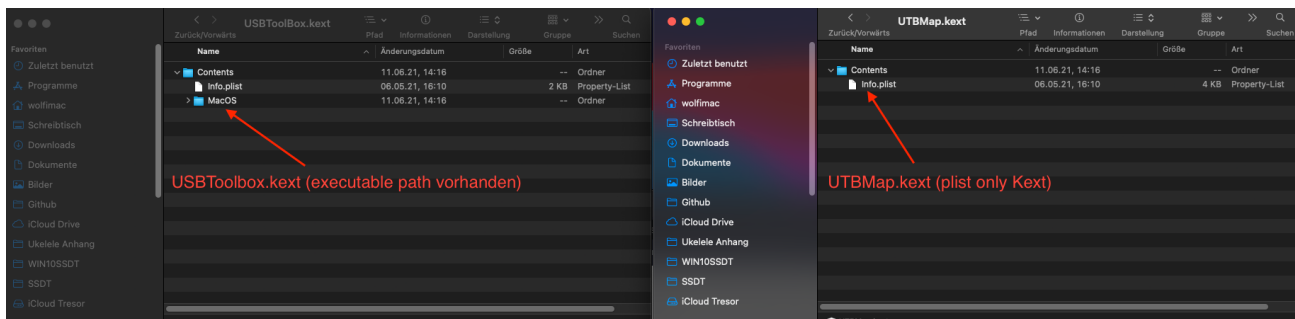 USBToolBox.kext
Zurück/Vorwärts Pfad Informationen Darstellung Gruppe Suchen
Favoriten
Zuletzt benutzt
Programme
wolfimac
Schreibtisch
Downloads
Dokumente
Bilder
Github
iCloud Drive
Ukelele Anhang
WIN10SSDT
SSDT
iCloud Tresor
Name Änderungsdatum Größe Art
Contents 11.06.21, 14:16 -- Ordner
Info.plist 06.05.21, 16:10 2 KB Property-List
MacOS 11.06.21, 14:16 -- Ordner
USBToolbox.kext (executable path vorhanden)
UTBMap.kext
Zurück/Vorwärts Pfad Informationen Darstellung Gruppe Suchen
Favoriten
Zuletzt benutzt
Programme
wolfimac
Schreibtisch
Downloads
Dokumente
Bilder
Github
iCloud Drive
Ukelele Anhang
WIN10SSDT
SSDT
iCloud Tresor
Name Änderungsdatum Größe Art
Contents 11.06.21, 14:16 -- Ordner
Info.plist 06.05.21, 16:10 4 KB Property-List
UTBMap.kext (plist only Kext)